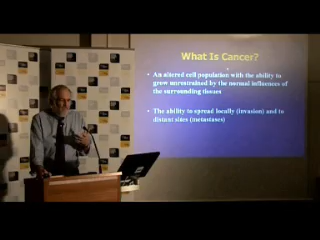 What Is Cancer?
• An altered cell population with the ability to
grow unrestrained by the normal influences of
the surrounding tissues
• The ability to spread locally (Invasion) and to
distant sites (metastases)